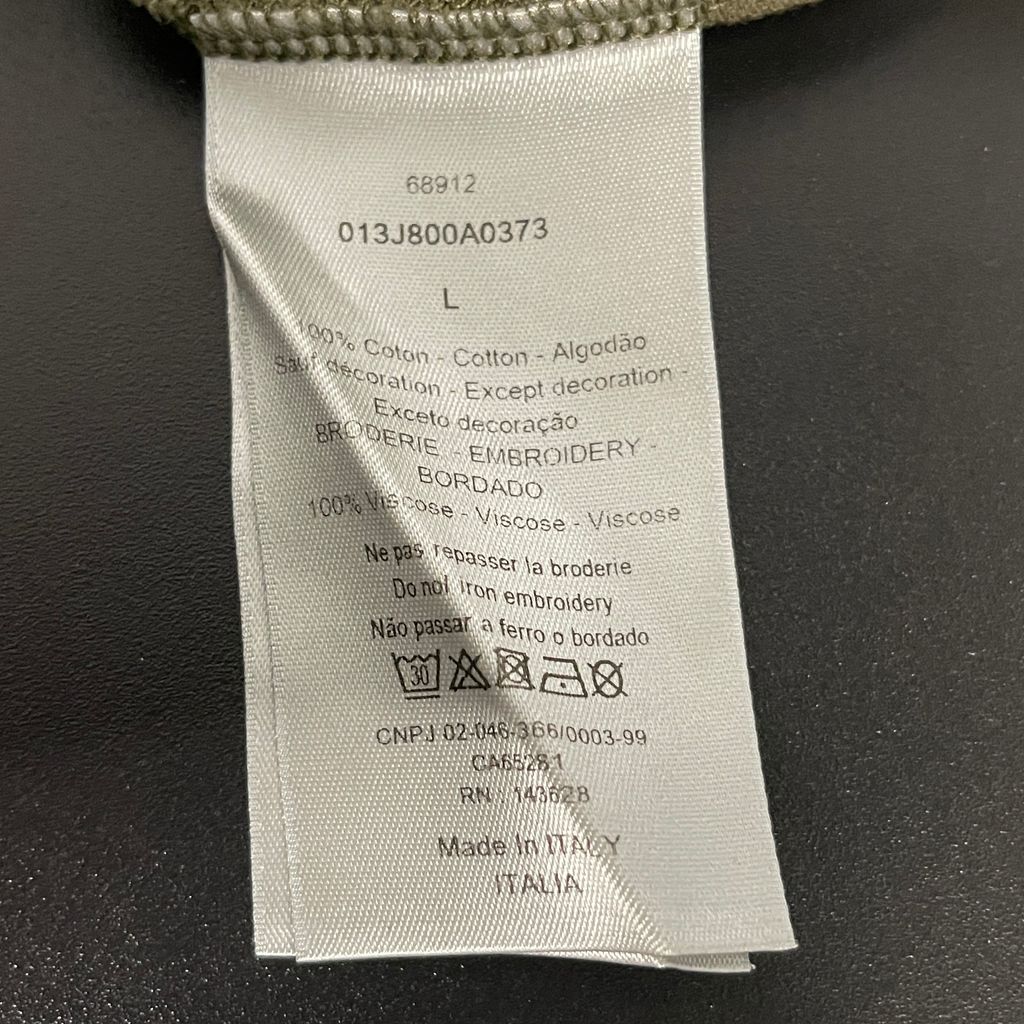 68912
013J800A0373
L
100% Coton - Cotton - Algodão
Sauf décoration - Except decoration -
Exceto decoração
BRODERIE - EMBROIDERY -
BORDADO
100% Viscose - Viscose - Viscose
Ne pas repasser la broderie
Do not iron embroidery
Não passar a ferro o bordado
30
CNPJ 02-046-366/0003-99
CA65281
RN : 143628
Made In ITALY
ITALIA